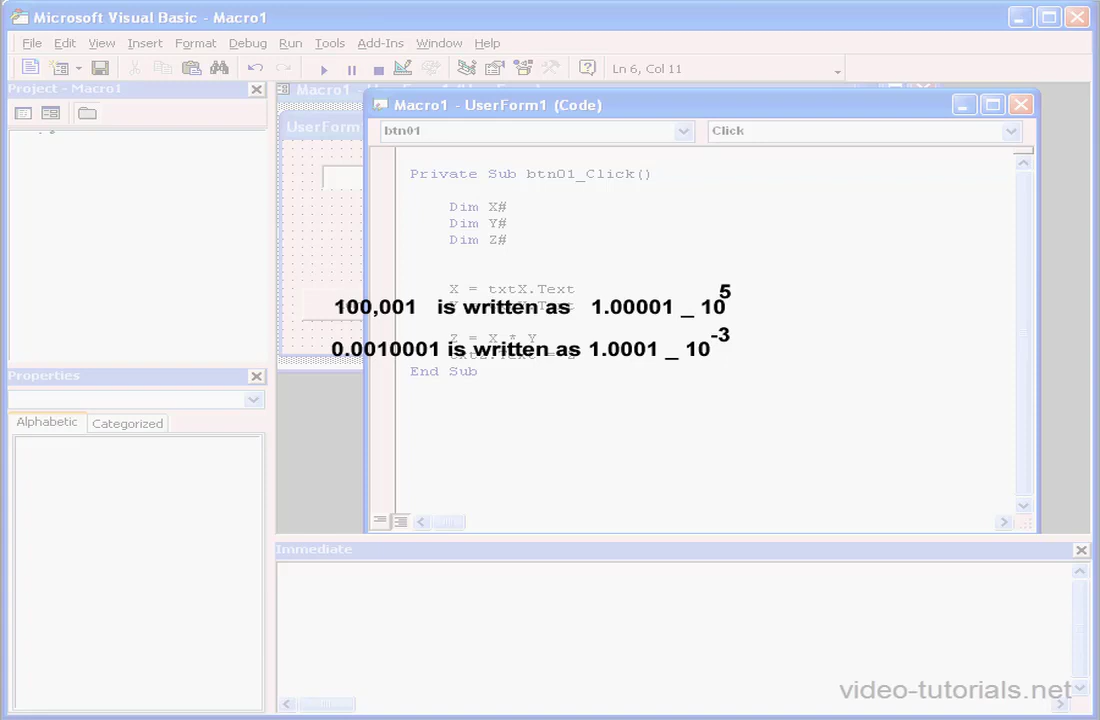 Microsoft Visual Basic - Macro1
File Edit View Insert Format Debug Run Tools Add-Ins Window Help
Ln 6, Col 11
Project - Macro1
Macro1 -
UserForm
Macro1 - UserForm1 (Code)
btn01 Click
Private Sub btn01_Click()
Dim X#
Dim Y#
Dim Z#
X = txtX.Text
100,001 is written as 1.00001 _ 10 5
Z = X * Y
0.0010001 is written as 1.0001 _ 10 -3
End Sub
Properties
Alphabetic Categorized
Immediate
video-tutorials.net